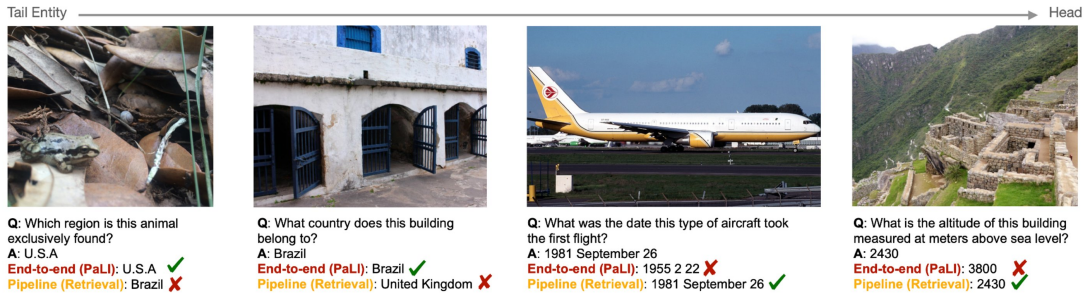 Tail Entity
Head
Q: Which region is this animal
exclusively found?
A: U.S.A
End-to-end (PaLI): U.S.A
Pipeline (Retrieval): Brazil
Q: What country does this building
belong to?
A: Brazil
End-to-end (PaLI): Brazil
Pipeline (Retrieval): United Kingdom
Q: What was the date this type of aircraft took
the first flight?
A: 1981 September 26
End-to-end (PaLI): 1955 2 22
Pipeline (Retrieval): 1981 September 26
Q: What is the altitude of this building
measured at meters above sea level?
A: 2430
End-to-end (PaLI): 3800
Pipeline (Retrieval): 2430